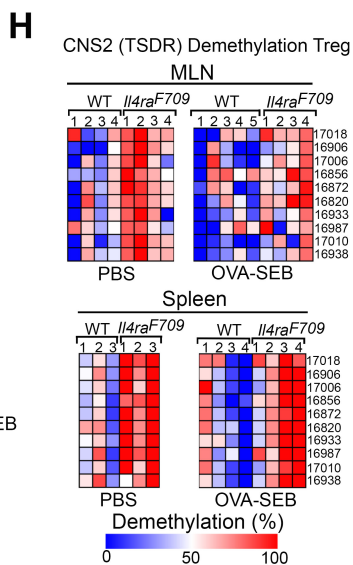 H
CNS2 (TSDR) Demethylation Treg
MLN
WT Il4raF709 WT Il4raF709
1 2 3 4 1 2 3 4 1 2 3 4 5 1 2 3 4
17018
16906
17006
16856
16872
16820
16933
16987
17010
16938
PBS OVA-SEB
Spleen
WT Il4raF709 WT Il4raF709
1 2 3 1 2 3 1 2 3 4 1 2 3 4
17018
16906
17006
16856
16872
16820
16933
16987
17010
16938
EB
PBS OVA-SEB
Demethylation (%)
0 50 100